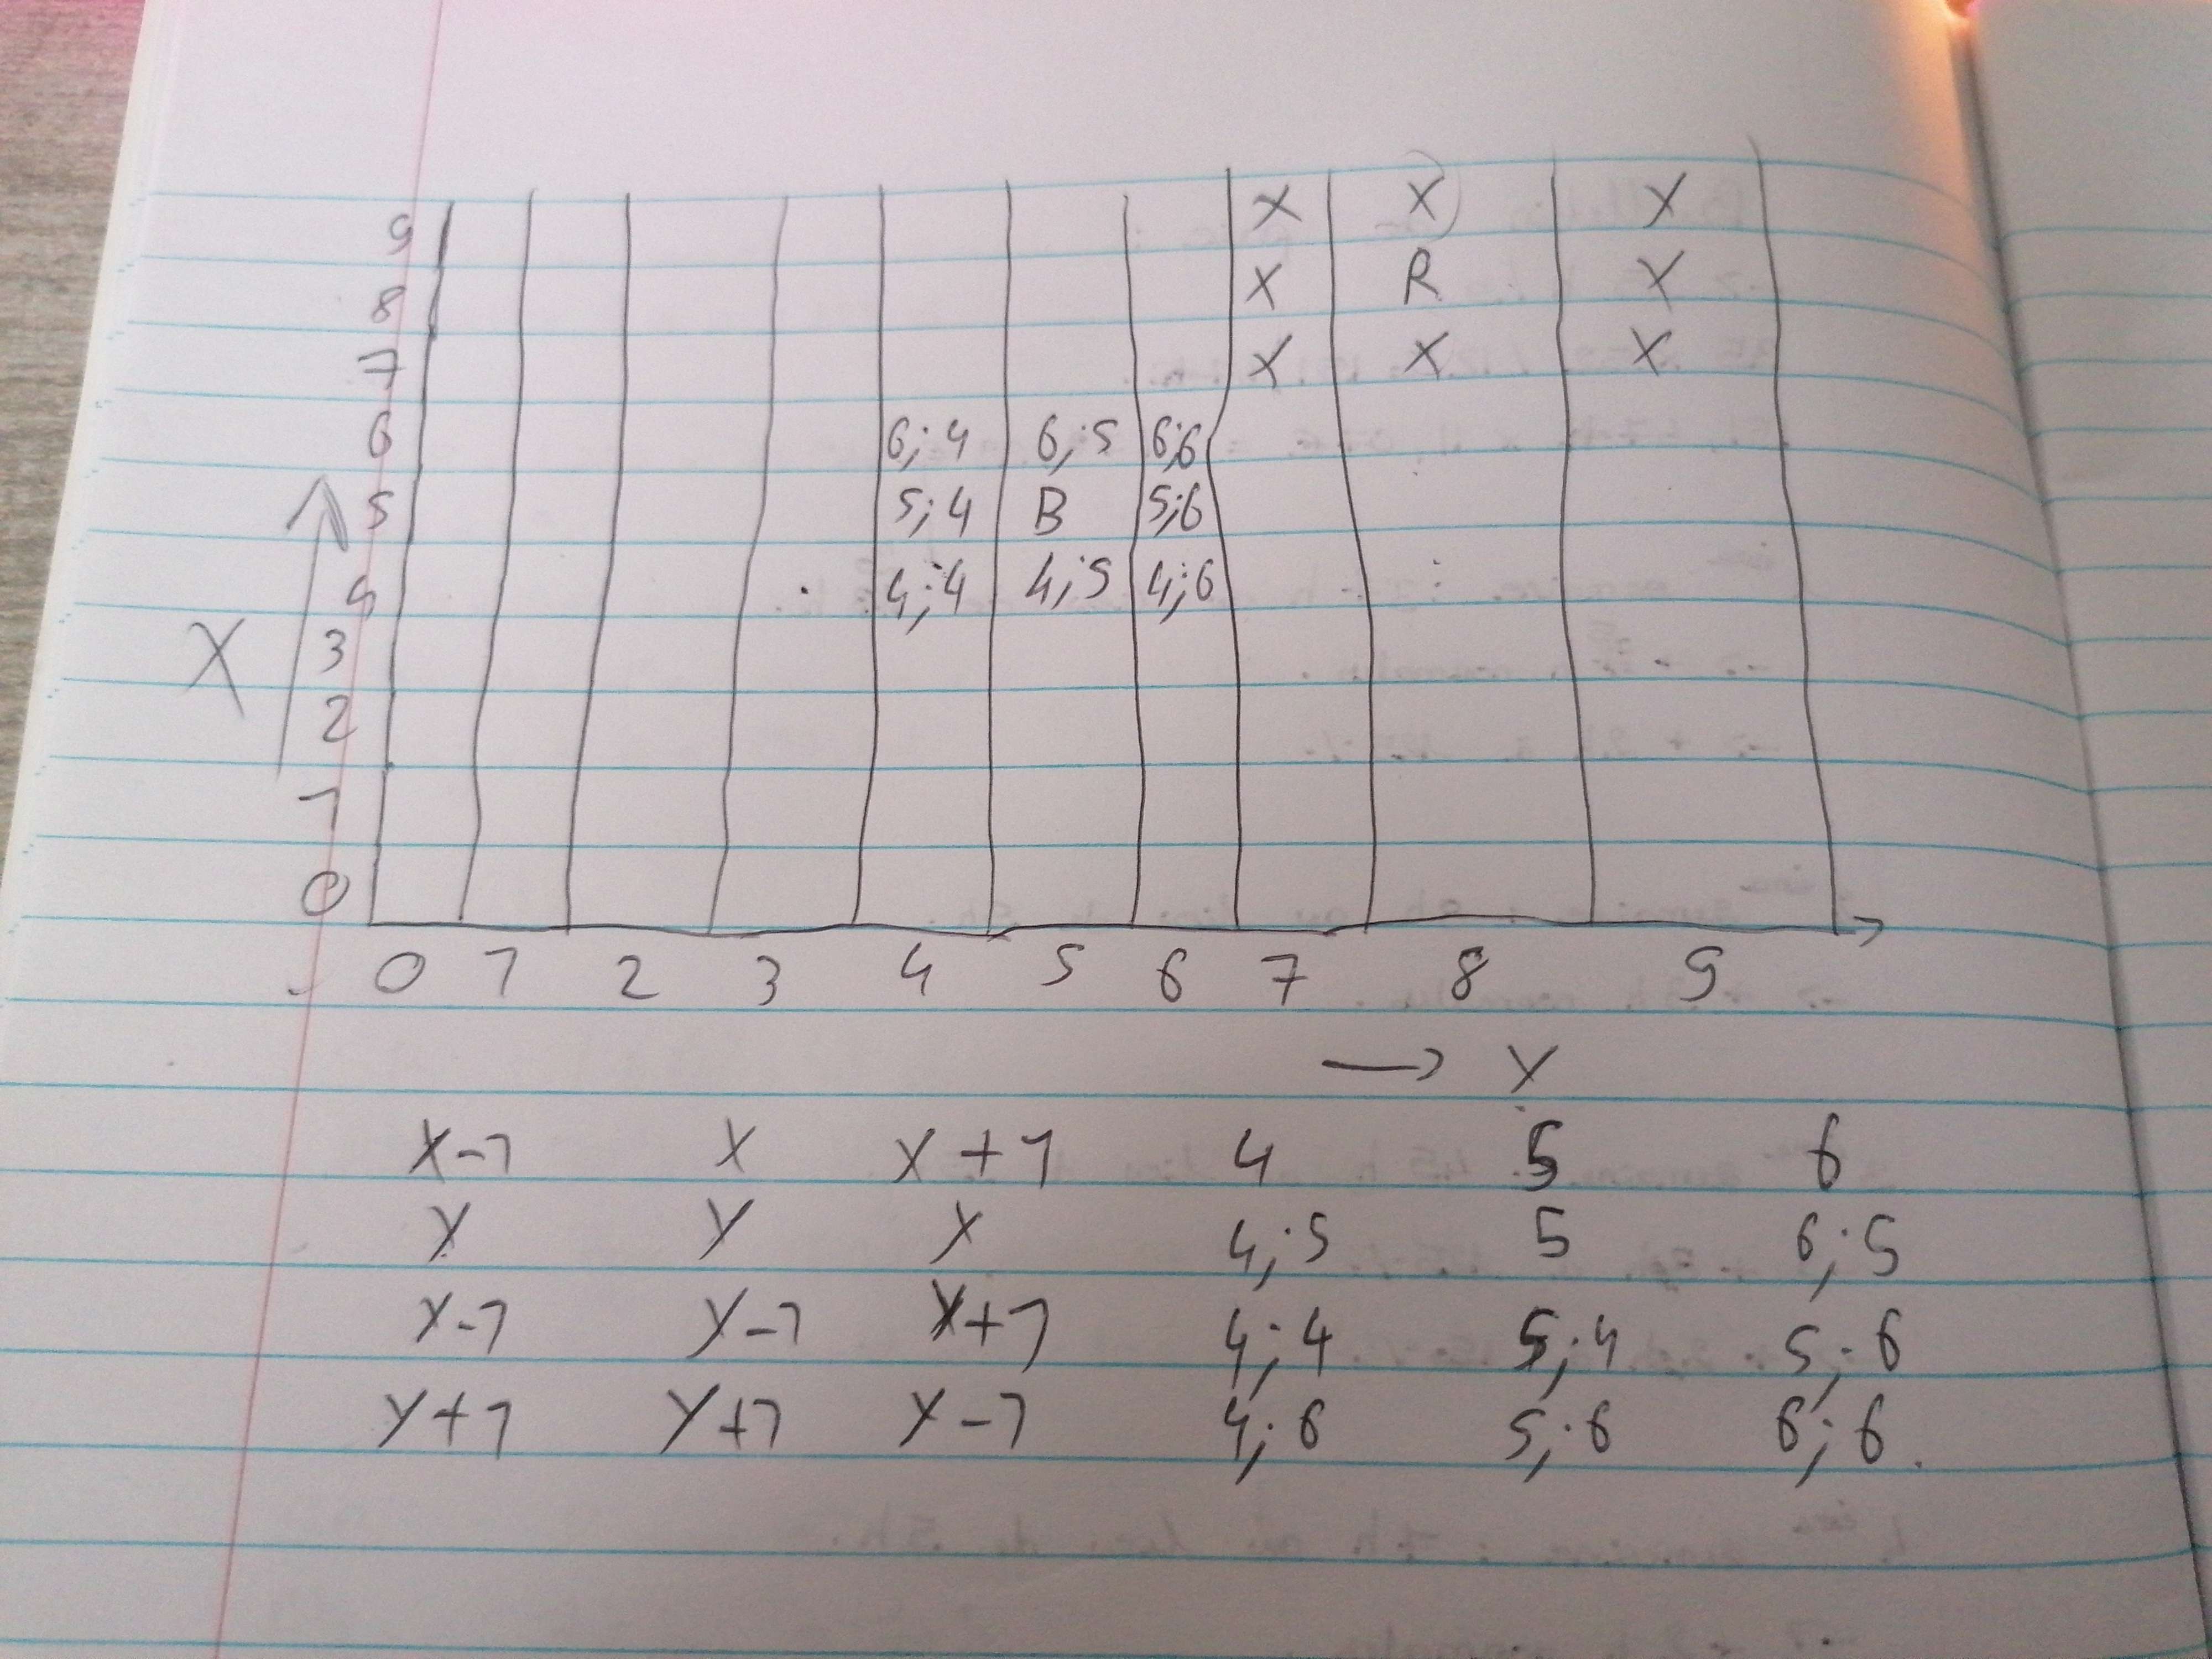 9 X X X
8 X R X
7 X X X
6 6;4 6;5 6;6
5 5;4 B 5;6
4 4;4 4;5 4;6
X 3
2
1
0
0 1 2 3 4 5 6 7 8 9
→ Y
X-1 X X+1 4 5 6
Y Y Y 4;5 5 6;5
Y-1 Y-1 X+1 4;4 5;4 5;6
Y+1 Y+1 Y-1 4;6 5;6 6;6.